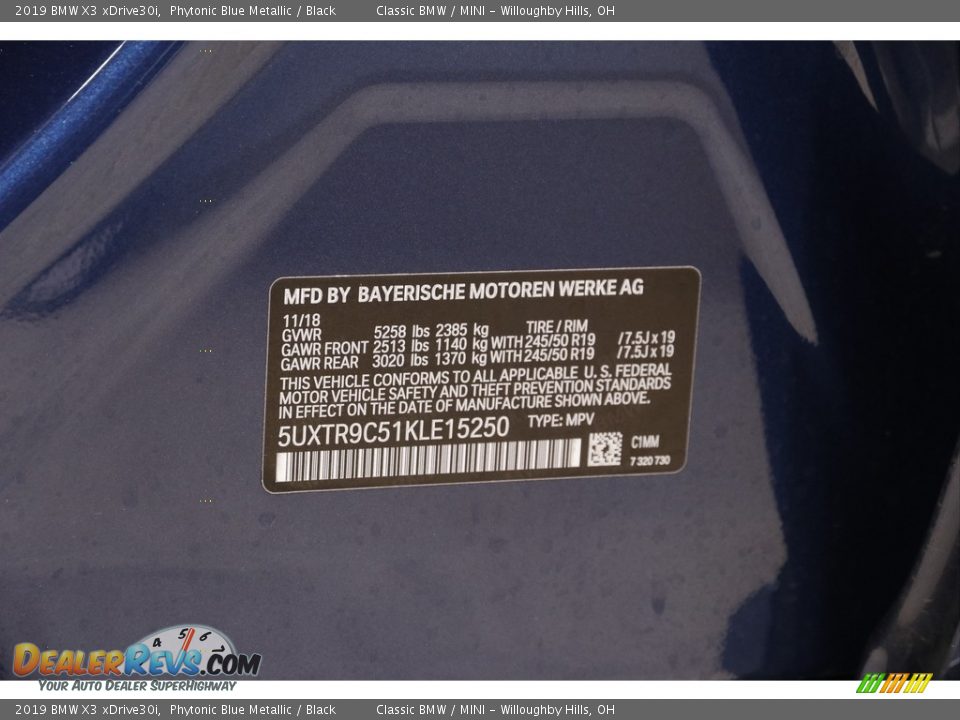 2019 BMW X3 xDrive30i, Phytonic Blue Metallic / Black Classic BMW / MINI - Willoughby Hills, OH
MFD BY BAYERISCHE MOTOREN WERKE AG
11/18
GVWR 5258 lbs 2385 kg TIRE / RIM
GAWR FRONT 2513 lbs 1140 kg WITH 245/50 R19 /7.5J x 19
GAWR REAR 3020 lbs 1370 kg WITH 245/50 R19 /7.5J x 19
THIS VEHICLE CONFORMS TO ALL APPLICABLE U.S. FEDERAL
MOTOR VEHICLE SAFETY AND THEFT PREVENTION STANDARDS
IN EFFECT ON THE DATE OF MANUFACTURE SHOWN ABOVE.
5UXTR9C51KLE15250 TYPE: MPV
C1MM
7 320 730
4 5 6 7
DEALERREVS.COM
YOUR AUTO DEALER SUPERHIGHWAY
2019 BMW X3 xDrive30i, Phytonic Blue Metallic / Black Classic BMW / MINI - Willoughby Hills, OH